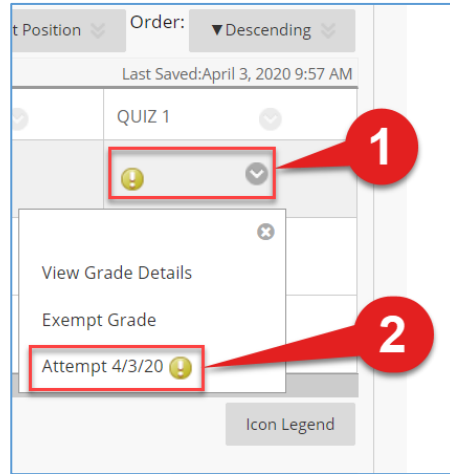 t Position Order: ▼Descending
Last Saved:April 3, 2020 9:57 AM
QUIZ 1
1
View Grade Details
Exempt Grade
Attempt 4/3/20
2
Icon Legend